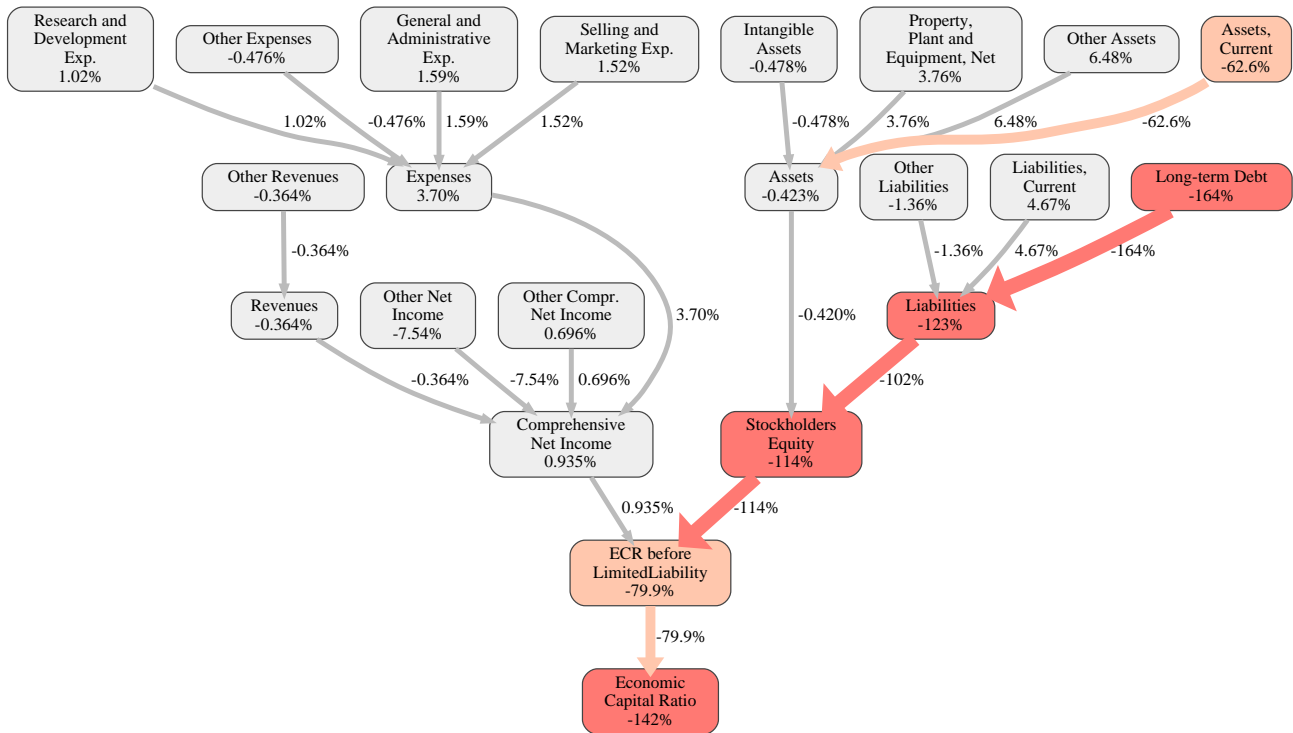 Research and
Development
Exp.
1.02%
Other Expenses
-0.476%
General and
Administrative
Exp.
1.59%
Selling and
Marketing Exp.
1.52%
Intangible
Assets
-0.478%
Property,
Plant and
Equipment, Net
3.76%
Other Assets
6.48%
Assets,
Current
-62.6%
1.02%
-0.476%
1.59%
1.52%
-0.478%
3.76%
6.48%
-62.6%
Other Revenues
-0.364%
Expenses
3.70%
Assets
-0.423%
Other
Liabilities
-1.36%
Liabilities,
Current
4.67%
Long-term Debt
-164%
-0.364%
-1.36%
4.67%
-164%
Revenues
-0.364%
Other Net
Income
-7.54%
Other Compr.
Net Income
0.696%
3.70%
-0.420%
Liabilities
-123%
-0.364%
-7.54%
0.696%
-102%
Comprehensive
Net Income
0.935%
Stockholders
Equity
-114%
0.935%
-114%
ECR before
LimitedLiability
-79.9%
-79.9%
Economic
Capital Ratio
-142%